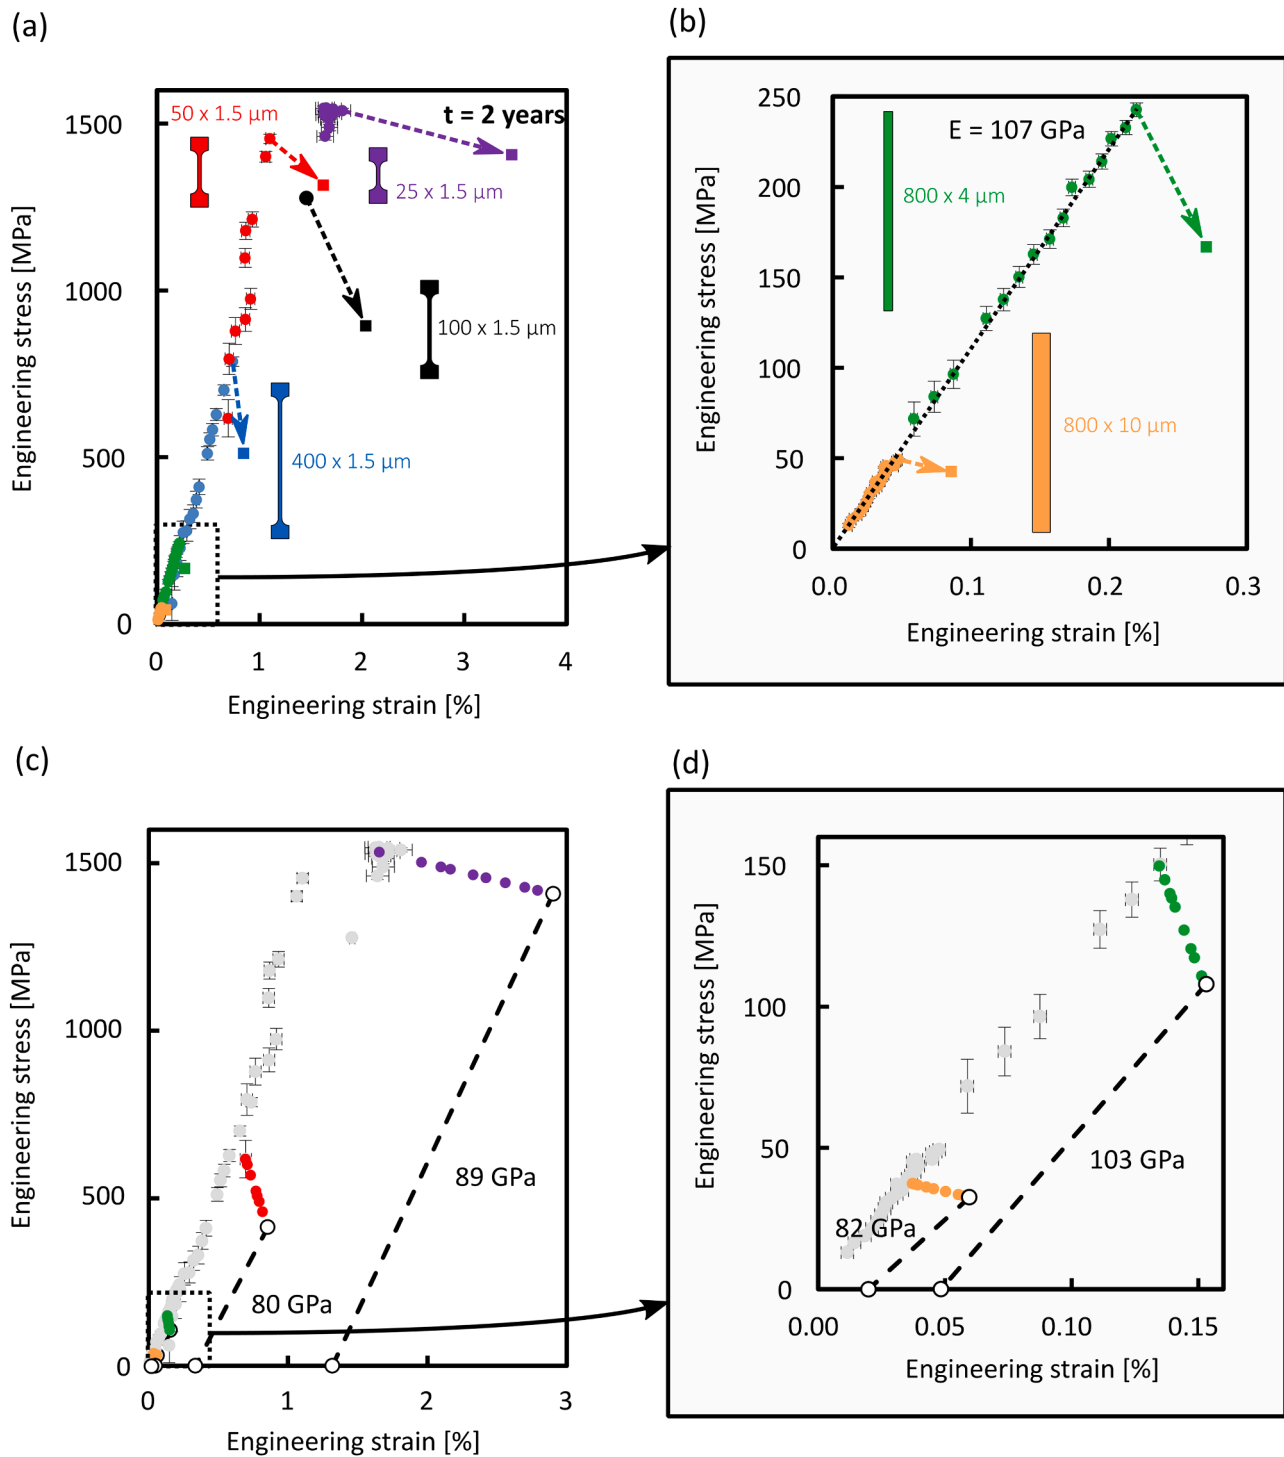 (a)
(b)
50 x 1.5 µm
t = 2 years
25 x 1.5 µm
100 x 1.5 µm
400 x 1.5 µm
1500
1000
500
0
0
1
2
3
4
Engineering stress [MPa]
Engineering strain [%]
E = 107 GPa
800 x 4 µm
800 x 10 µm
250
200
150
100
50
0
0.0
0.1
0.2
0.3
Engineering stress [MPa]
Engineering strain [%]
(c)
(d)
1500
1000
500
0
0
1
2
3
89 GPa
80 GPa
Engineering stress [MPa]
Engineering strain [%]
150
100
50
0
0.00
0.05
0.10
0.15
103 GPa
82 GPa
Engineering stress [MPa]
Engineering strain [%]